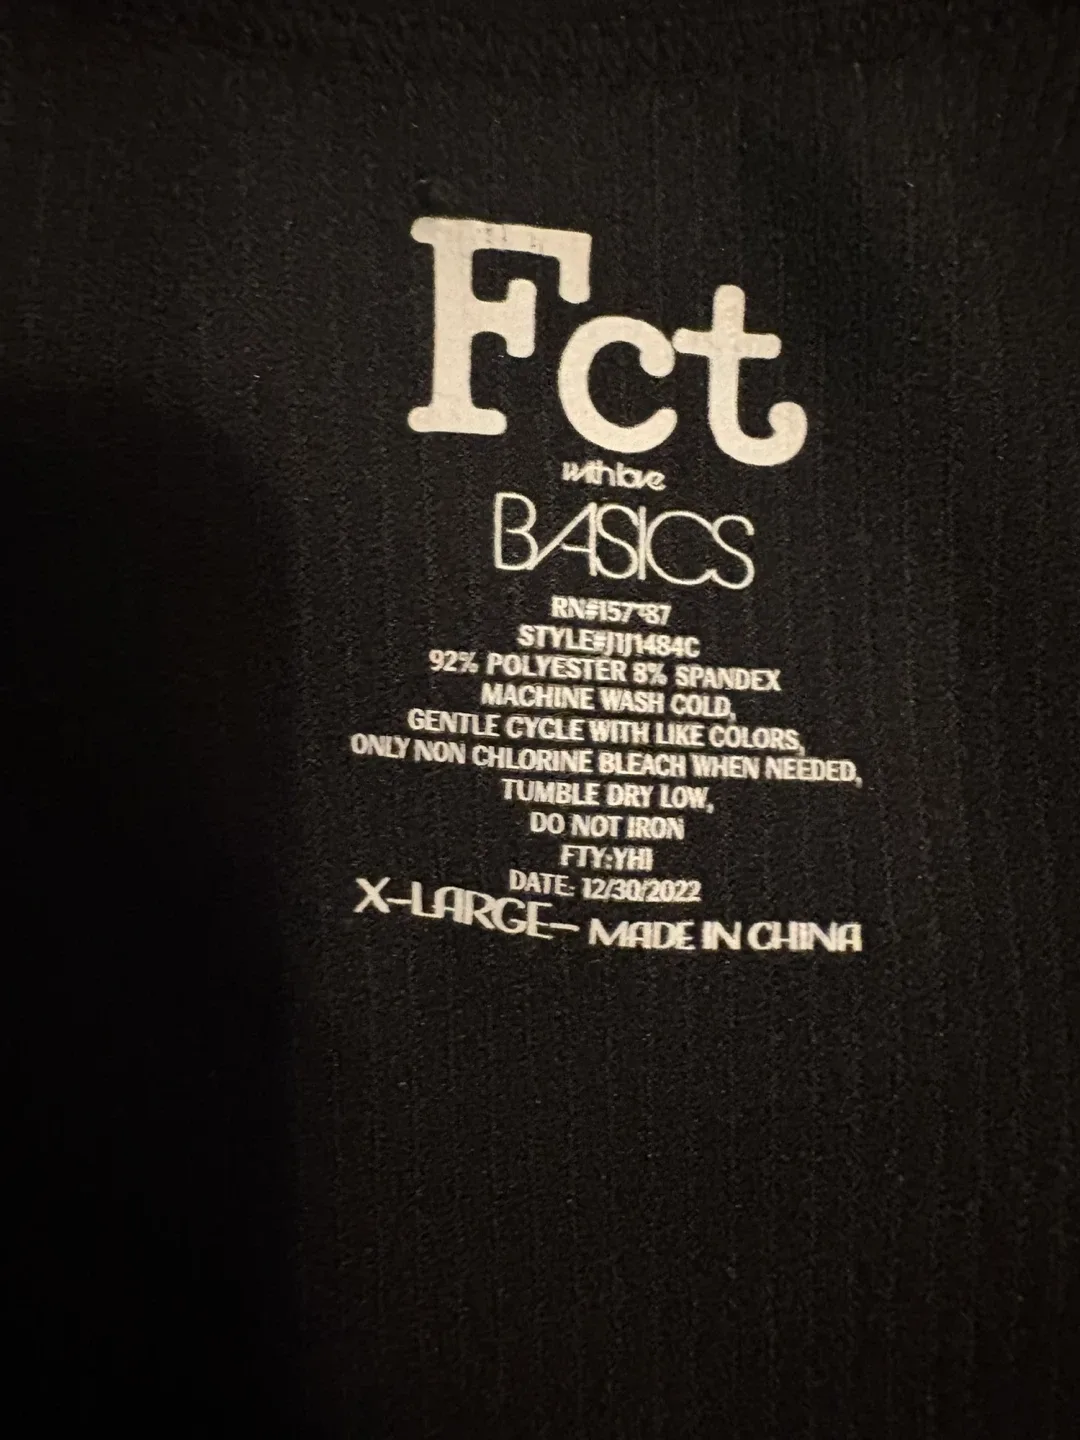 Fct
with love
BASICS
STYLE#J1J1484C
92% POLYESTER 8% SPANDEX
MACHINE WASH COLD,
GENTLE CYCLE WITH LIKE COLORS,
ONLY NON CHLORINE BLEACH WHEN NEEDED,
TUMBLE DRY LOW,
DO NOT IRON
FTY:YHI
DATE: 12/30/2022
X-LARGE- MADE IN CHINA